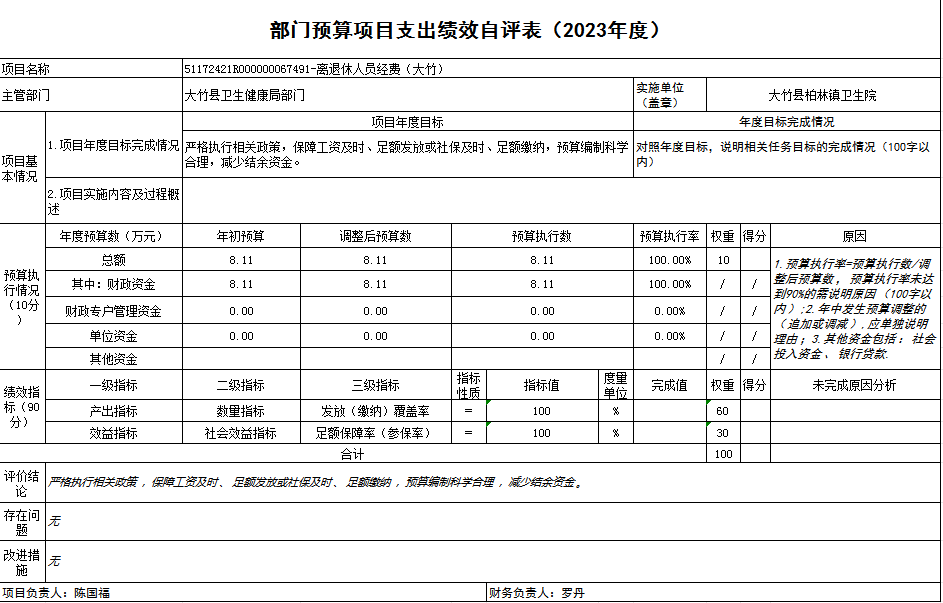 部门预算项目支出绩效自评表（2023年度）
项目名称 51172421R000000067491-离退休人员经费（大竹）
主管部门 大竹县卫生健康局部门 实施单位（盖章） 大竹县柏林镇卫生院
项目基本情况 1.项目年度目标完成情况 项目年度目标 年度目标完成情况
严格执行相关政策，保障工资及时、足额发放或社保及时、足额缴纳，预算编制科学
合理，减少结余资金。
对照年度目标，说明相关任务目标的完成情况（100字以
内）
2.项目实施内容及过程概
述
预算执行情况（10分） 年度预算数（万元） 年初预算 调整后预算数 预算执行数 预算执行率 权重 得分 原因
总额 8.11 8.11 8.11 100.00% 10
其中：财政资金 8.11 8.11 8.11 100.00% / /
财政专户管理资金 0.00 0.00 0.00% / /
单位资金 0.00 0.00 0.00% / /
其他资金 / /
1.预算执行率=预算执行数/调
整后预算数，预算执行率未达
到90%的需说明原因（100字以
内）;2.年中发生预算调整的
（追加或调减）,应单独说明
理由；3.其他资金包括：社会
投入资金、银行贷款.
绩效指标（90分） 一级指标 二级指标 三级指标 指标性质 指标值 度量单位 完成值 权重 得分 未完成原因分析
产出指标 数量指标 发放（缴纳）覆盖率 = 100 % 60
效益指标 社会效益指标 足额保障率（参保率） = 100 % 30
合计 100
评价结论 严格执行相关政策，保障工资及时、足额发放或社保及时、足额缴纳，预算编制科学合理，减少结余资金。
存在问题 无
改进措施 无
项目负责人：陈国福 财务负责人：罗丹